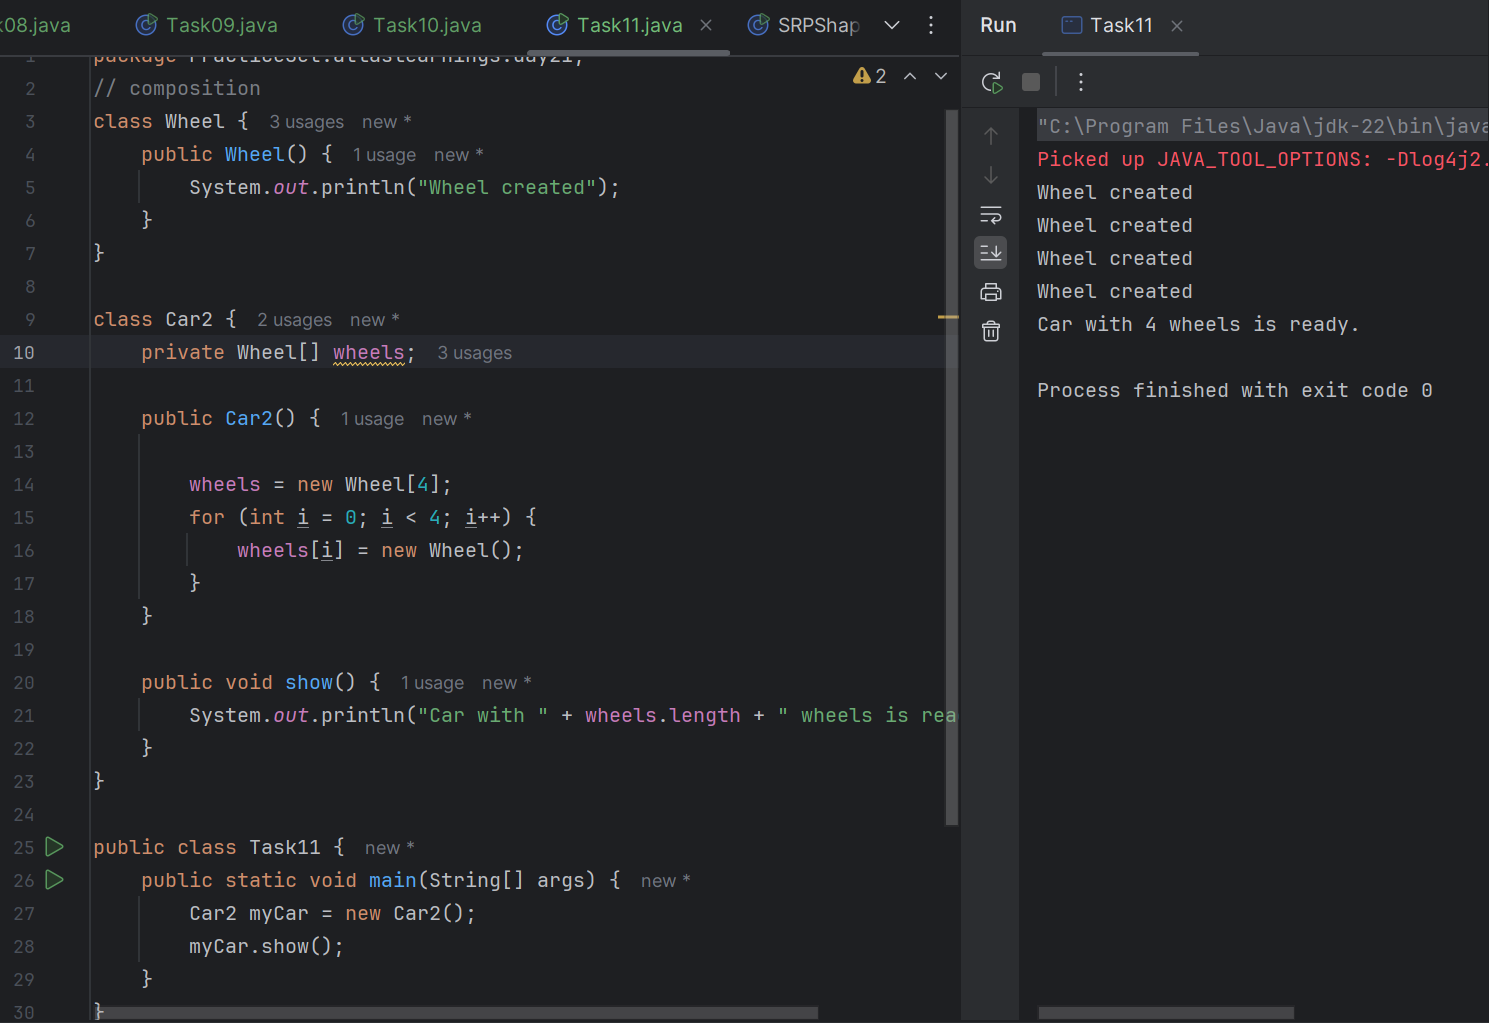 08.java Task09.java Task10.java Task11.java SRPShap Run Task11
2 // composition 2
3 class Wheel { 3 usages new *
4 public Wheel() { 1 usage new *
5 System.out.println("Wheel created");
6 }
7 }
8
9 class Car2 { 2 usages new *
10 private Wheel[] wheels; 3 usages
11
12 public Car2() { 1 usage new *
13
14 wheels = new Wheel[4];
15 for (int i = 0; i < 4; i++) {
16 wheels[i] = new Wheel();
17 }
18 }
19
20 public void show() { 1 usage new *
21 System.out.println("Car with " + wheels.length + " wheels is rea
22 }
23 }
24
25 public class Task11 { new *
26 public static void main(String[] args) { new *
27 Car2 myCar = new Car2();
28 myCar.show();
29 }
30 }
"C:\Program Files\Java\jdk-22\bin\java
Picked up JAVA_TOOL_OPTIONS: -Dlog4j2.
Wheel created
Wheel created
Wheel created
Wheel created
Car with 4 wheels is ready.
Process finished with exit code 0